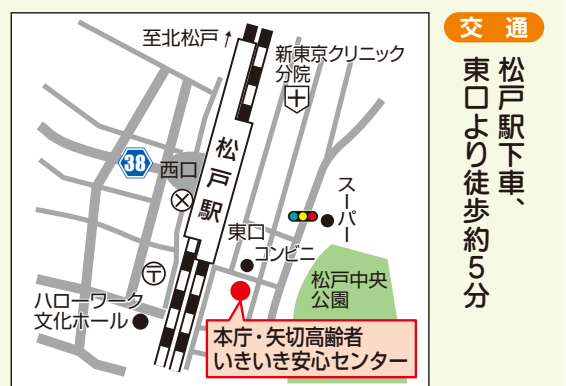 交 通
松戸駅下車、
東口より徒歩約5分
至北松戸↑
新東京クリニック
分院
38
西口
松戸駅
スーパー
東口
コンビニ
〒
松戸中央
公園
ハローワーク
文化ホール
本庁・矢切高齢者
いきいき安心センター